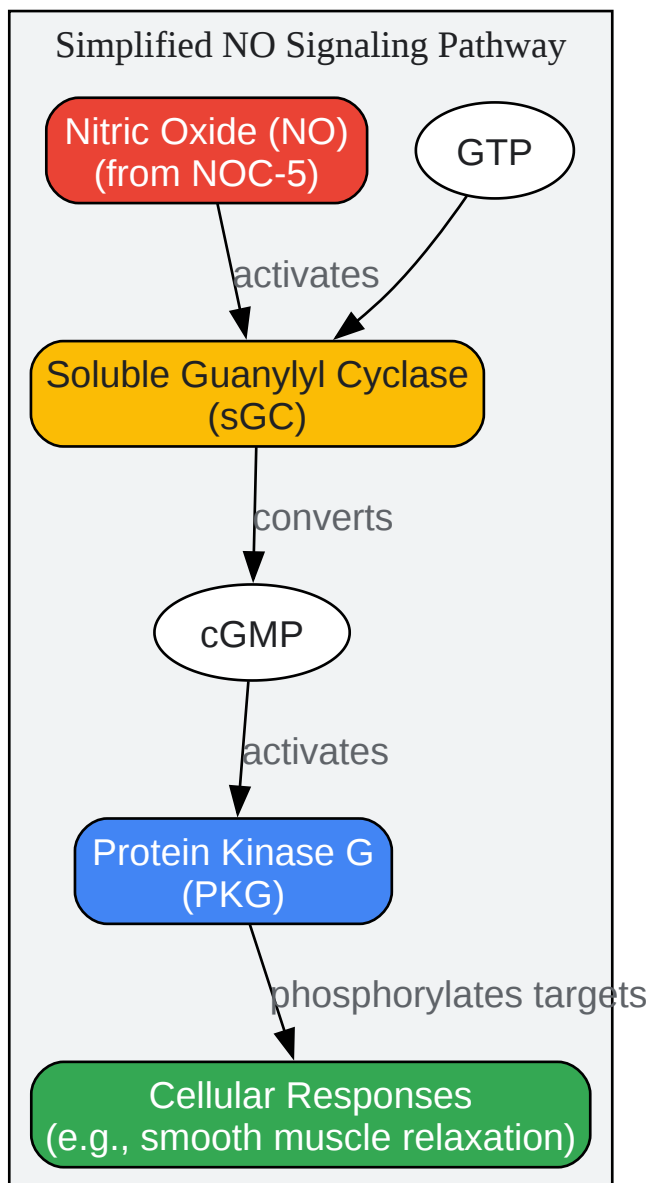 Simplified NO Signaling Pathway
Nitric Oxide (NO)
(from NOC-5)
GTP
activates
Soluble Guanylyl Cyclase
(sGC)
converts
cGMP
activates
Protein Kinase G
(PKG)
phosphorylates targets
Cellular Responses
(e.g., smooth muscle relaxation)